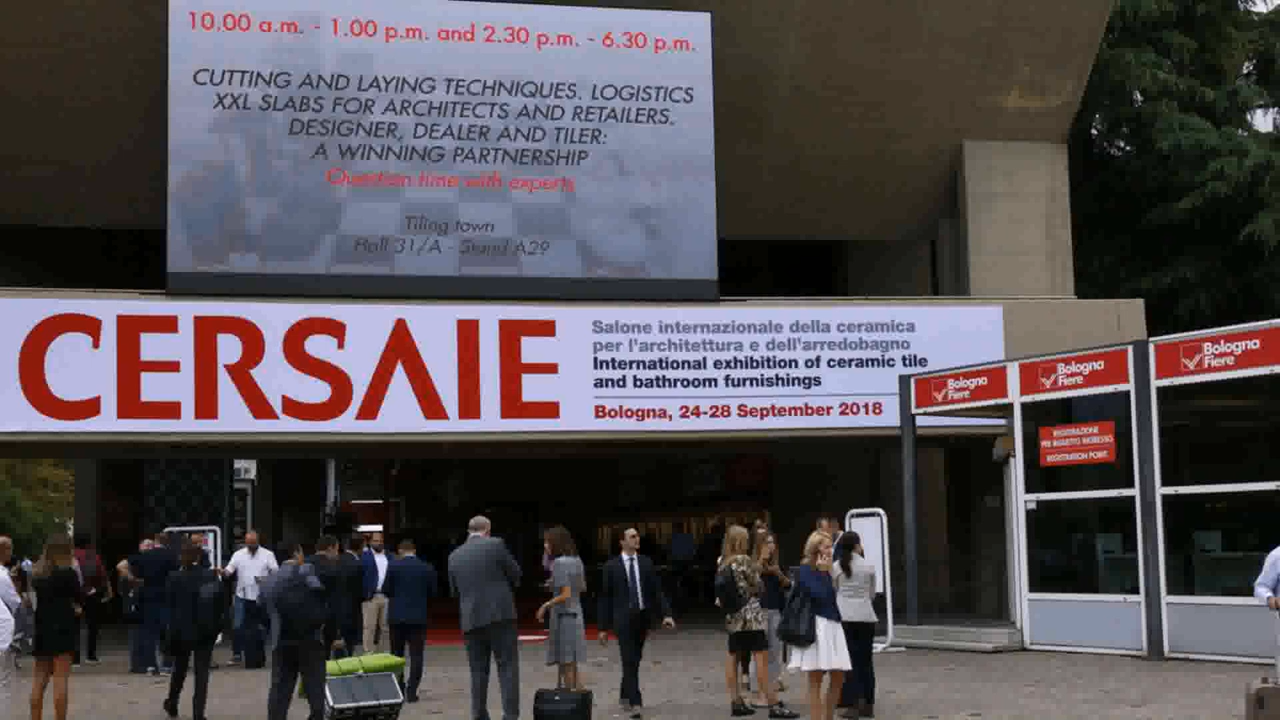 10.00 a.m. - 1.00 p.m. and 2.30 p.m. - 6.30 p.m.
CUTTING AND LAYING TECHNIQUES. LOGISTICS
XXL SLABS FOR ARCHITECTS AND RETAILERS.
DESIGNER, DEALER AND TILER:
A WINNING PARTNERSHIP
Question time with experts
Tiling town
Hall 31/A - Stand A29
CERSAIE
Salone internazionale della ceramica
per l'architettura e dell'arredobagno
International exhibition of ceramic tile
and bathroom furnishings
Bologna, 24-28 September 2018
Bologna
Fiere
Bologna
Fiere
Bologna
Fiere
REGISTRAZIONE
INGRESSO
REGISTRATION POINT